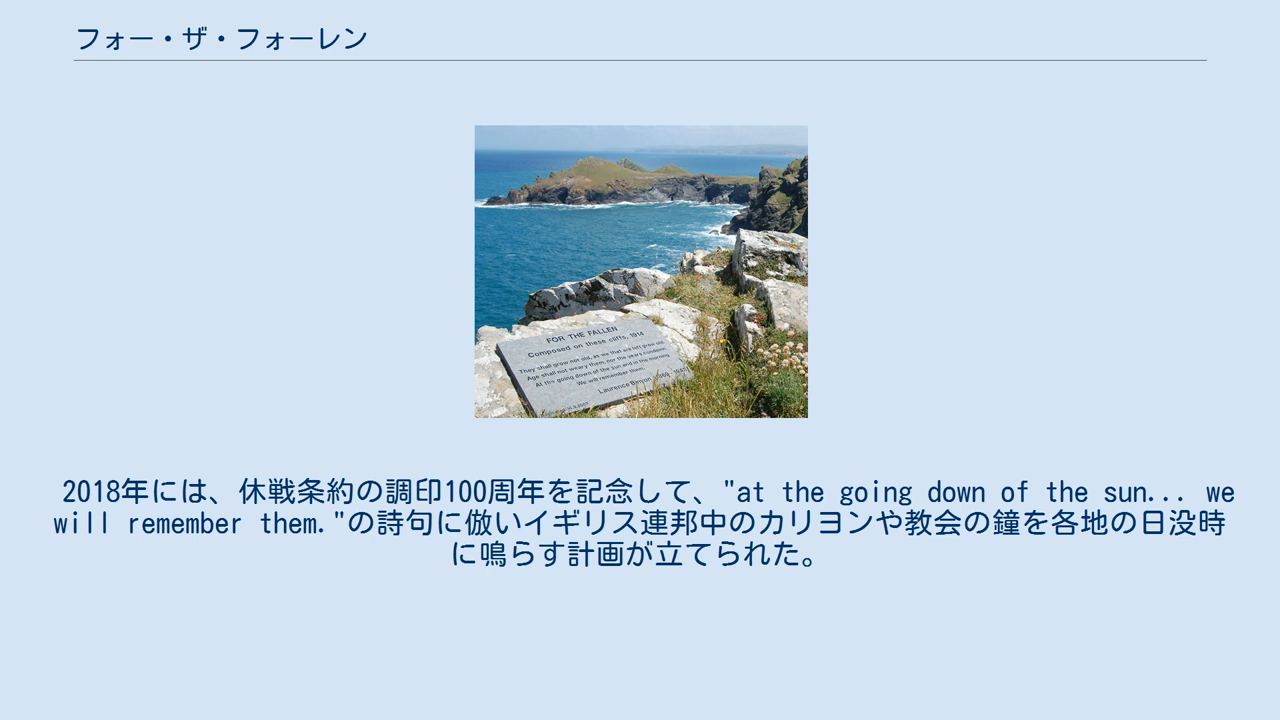 フォー・ザ・フォーレン
FOR THE FALLEN
Composed on these cliffs, 1914
They shall grow not old, as we that are left grow old
Age shall not weary them, nor the years condemn.
At the going down of the sun and in the morning
We will remember them.
Laurence Binyon
2018年には、休戦条約の調印100周年を記念して、"at the going down of the sun... we
will remember them."の詩句に倣いイギリス連邦中のカリヨンや教会の鐘を各地の日没時
に鳴らす計画が立てられた。